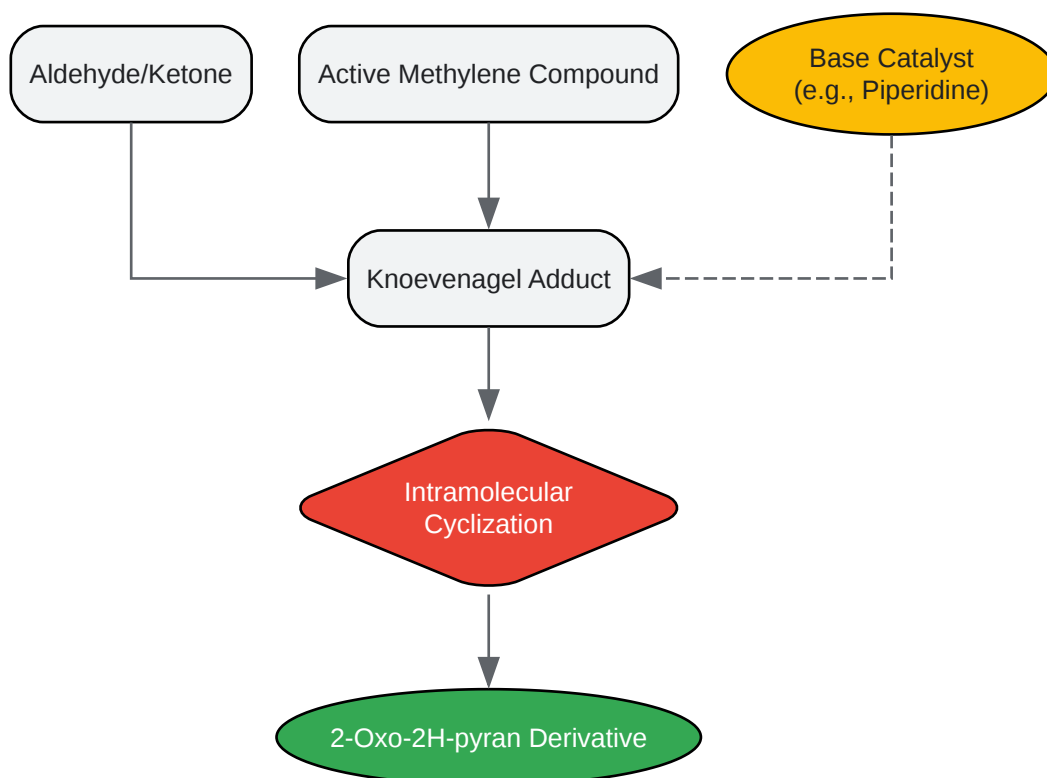 Aldehyde/Ketone
Active Methylene Compound
Base Catalyst
(e.g., Piperidine)
Knoevenagel Adduct
Intramolecular
Cyclization
2-Oxo-2H-pyran Derivative